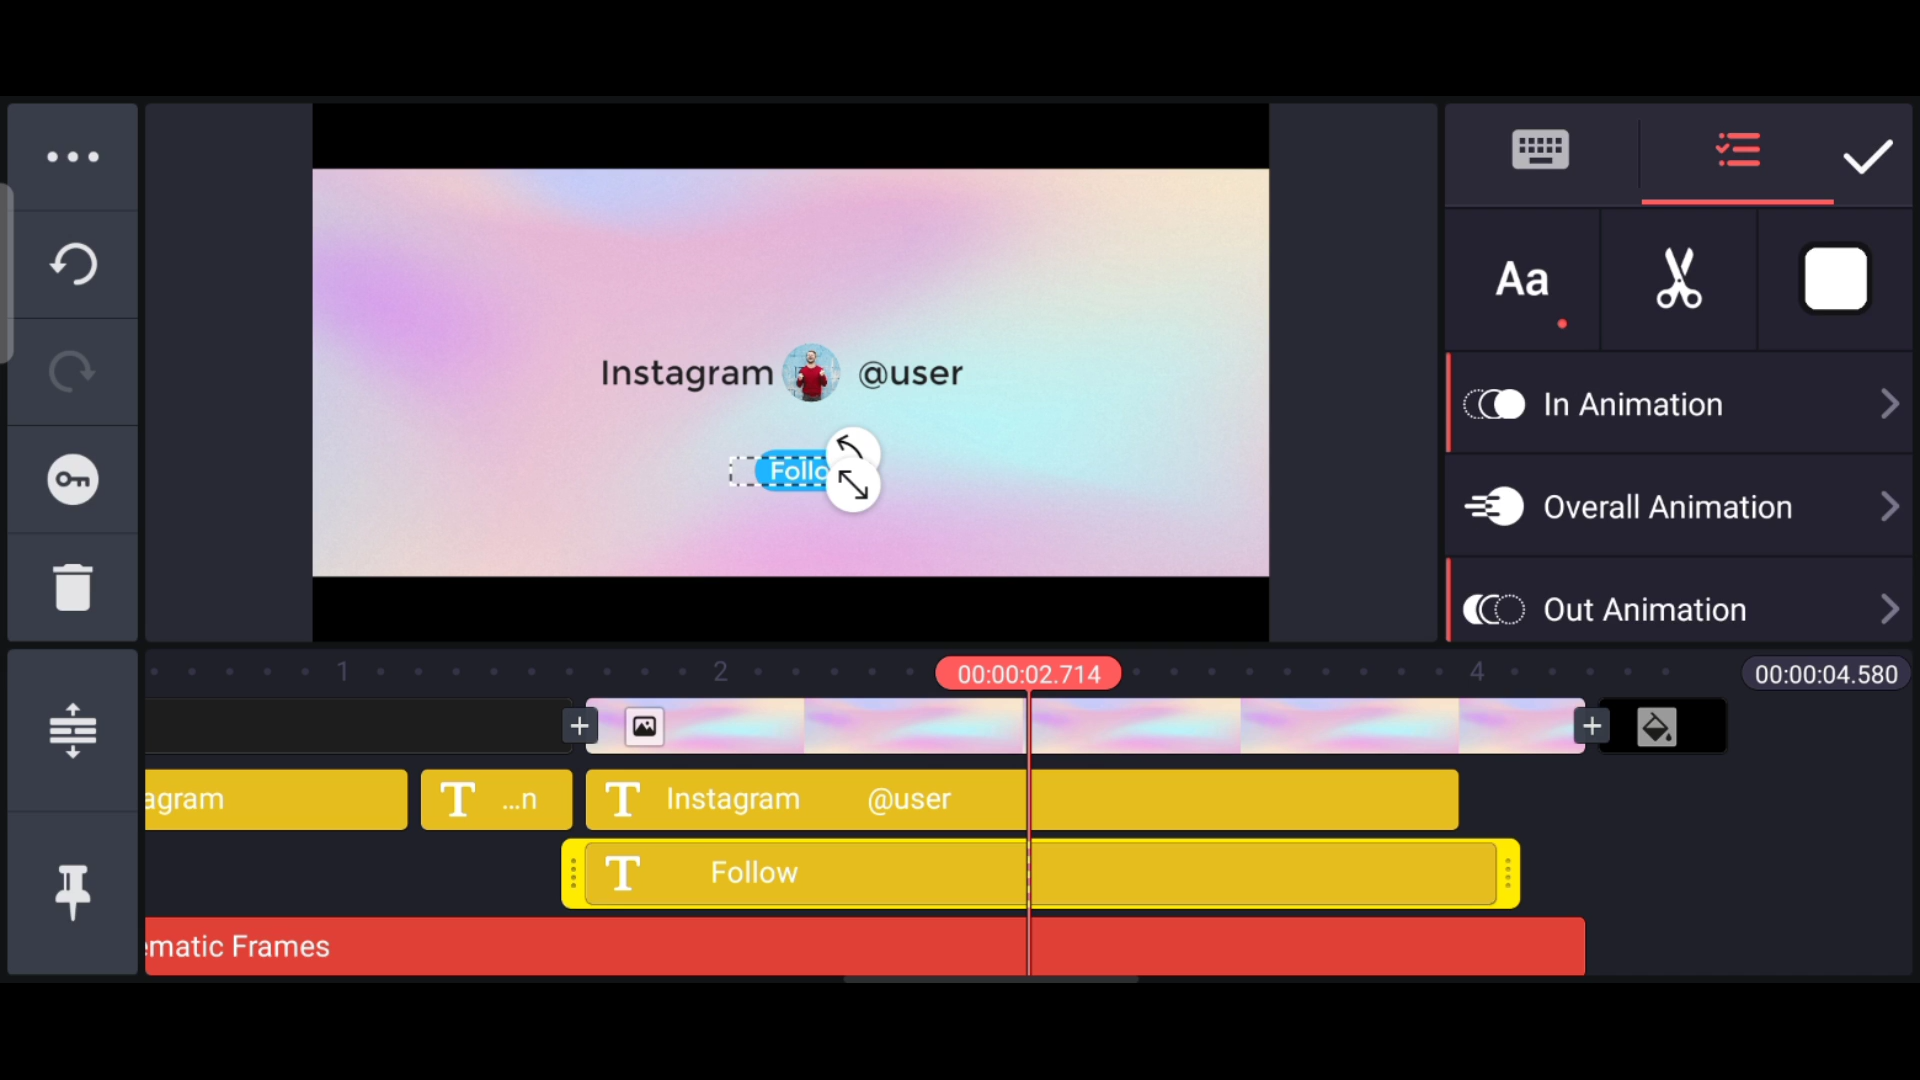 Instagram @user
Follo
Aa
In Animation
Overall Animation
Out Animation
1 2 00:00:02.714 4 00:00:04.580
agram T ...n T Instagram @user
T Follow
ematic Frames